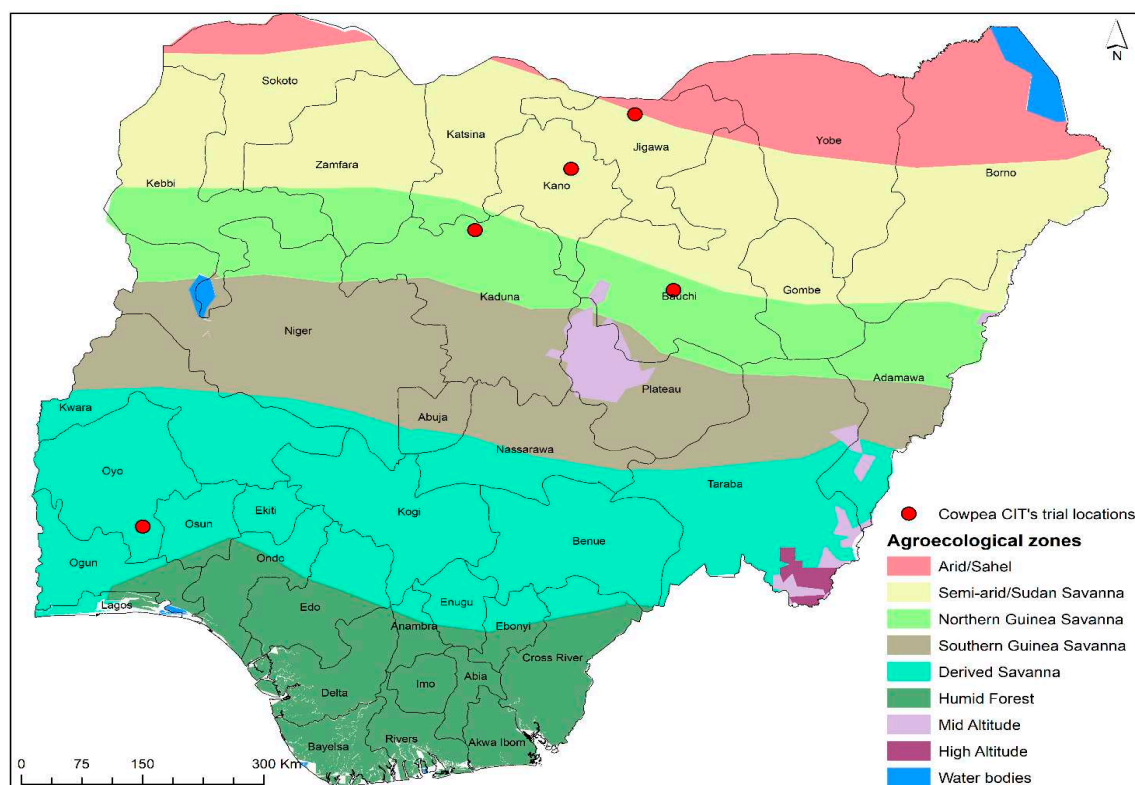 N
Sokoto
Yobe
Katsina
Jigawa
Zamfara
Borno
Kebbi
Kano
Gombe
Kaduna
Bauchi
Niger
Adamawa
Plateau
Kwara
Abuja
Nassarawa
Oyo
Taraba
Ekiti
Kogi
Osun
Benue
Ogun
Ondo
Lagos
Edo
Enugu
Anambra
Ebonyi
Cross River
Imo
Abia
Delta
Bayelsa
Rivers
Akwa Ibom
0 75 150 300 Km
Cowpea CIT's trial locations
Agroecological zones
Arid/Sahel
Semi-arid/Sudan Savanna
Northern Guinea Savanna
Southern Guinea Savanna
Derived Savanna
Humid Forest
Mid Altitude
High Altitude
Water bodies